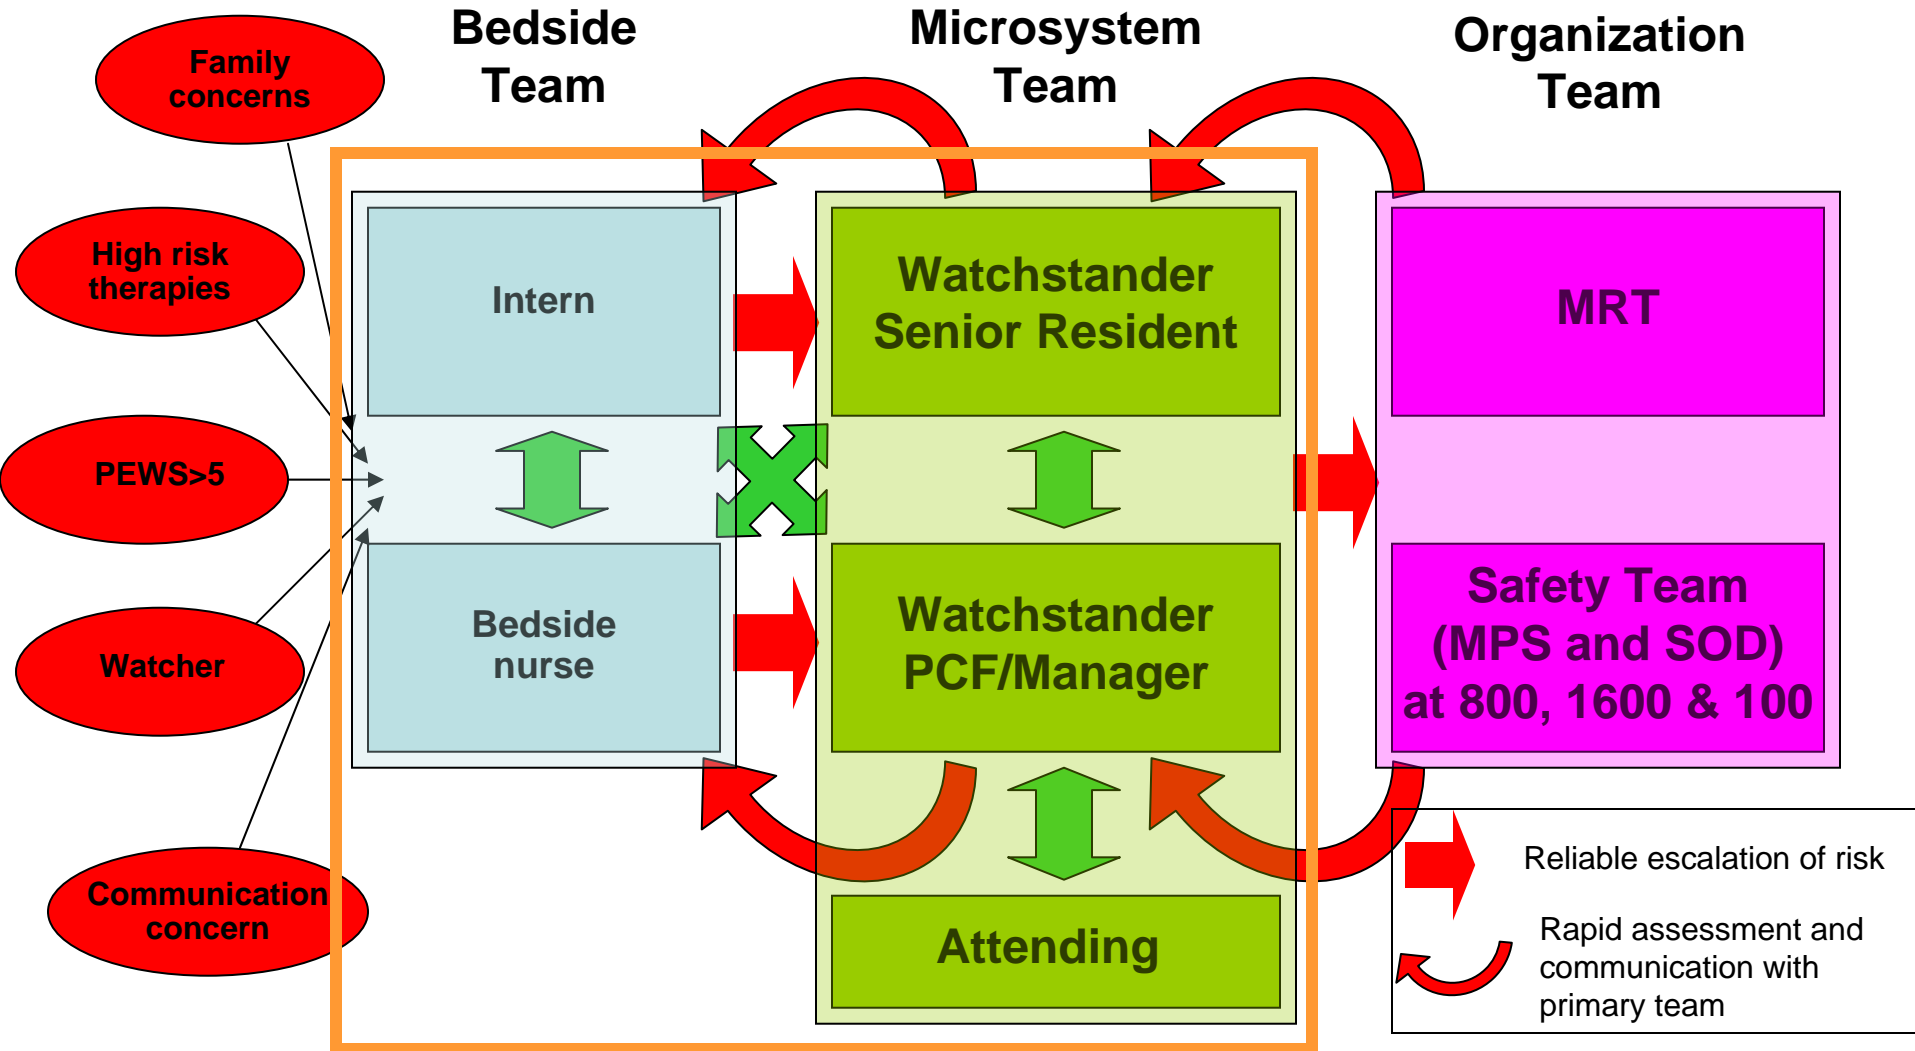 Bedside
Team
Microsystem
Team
Organization
Team
Family
concerns
High risk
therapies
PEWS>5
Watcher
Communication
concern
Intern
Bedside
nurse
Watchstander
Senior Resident
Watchstander
PCF/Manager
Attending
MRT
Safety Team
(MPS and SOD)
at 800, 1600 & 100
Reliable escalation of risk
Rapid assessment and
communication with
primary team